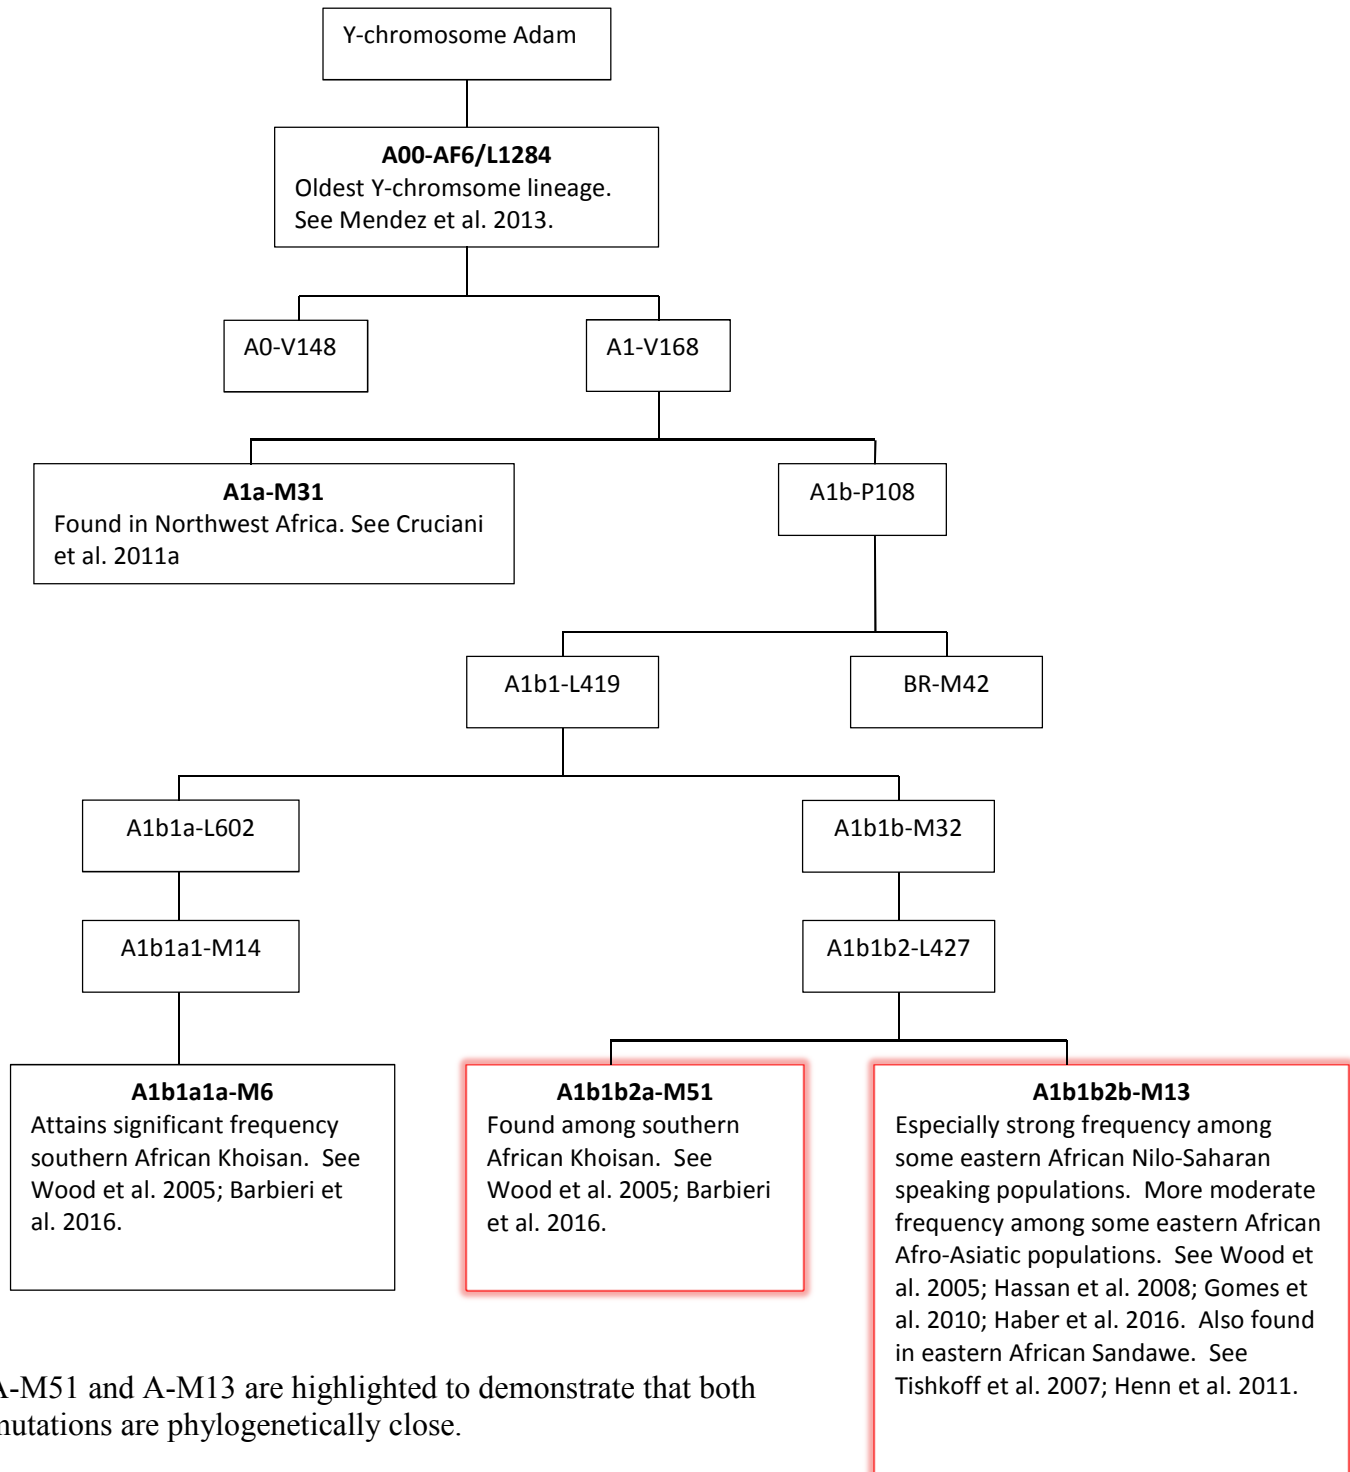 Y-chromosome Adam
A00-AF6/L1284
Oldest Y-chromsome lineage.
See Mendez et al. 2013.
A0-V148
A1-V168
A1a-M31
Found in Northwest Africa. See Cruciani
et al. 2011a
A1b-P108
A1b1-L419
BR-M42
A1b1a-L602
A1b1b-M32
A1b1a1-M14
A1b1b2-L427
A1b1a1a-M6
Attains significant frequency
southern African Khoisan. See
Wood et al. 2005; Barbieri et
al. 2016.
A1b1b2a-M51
Found among southern
African Khoisan. See
Wood et al. 2005; Barbieri
et al. 2016.
A1b1b2b-M13
Especially strong frequency among
some eastern African Nilo-Saharan
speaking populations. More moderate
frequency among some eastern African
Afro-Asiatic populations. See Wood et
al. 2005; Hassan et al. 2008; Gomes et
al. 2010; Haber et al. 2016. Also found
in eastern African Sandawe. See
Tishkoff et al. 2007; Henn et al. 2011.
A-M51 and A-M13 are highlighted to demonstrate that both
mutations are phylogenetically close.